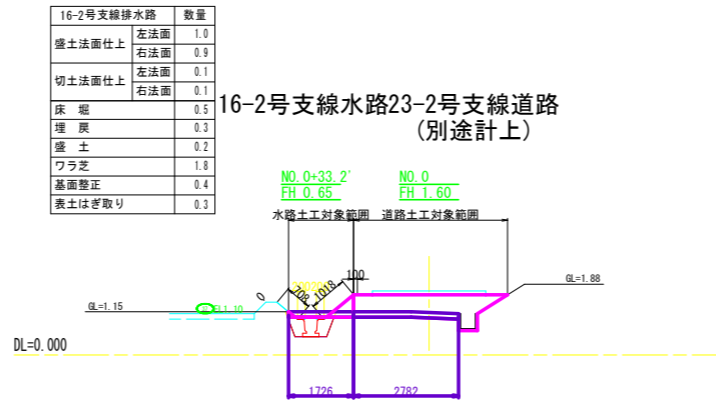 16-2号支線排水路 数量
盛土法面仕上 左法面 1.0
右法面 0.9
切土法面仕上 左法面 0.1
右法面 0.1
床 堀 0.5
埋 戻 0.3
盛 土 0.2
ワラ芝 1.8
基面整正 0.4
表土はぎ取り 0.3
16-2号支線水路23-2号支線道路
(別途計上)
NO.0+33.2 NO.0
FH 0.65 FH 1.60
水路土工対象範囲 道路土工対象範囲
100
GL=1.88
0 708 1018
GL=1.15
DL=0.000
1726 2782